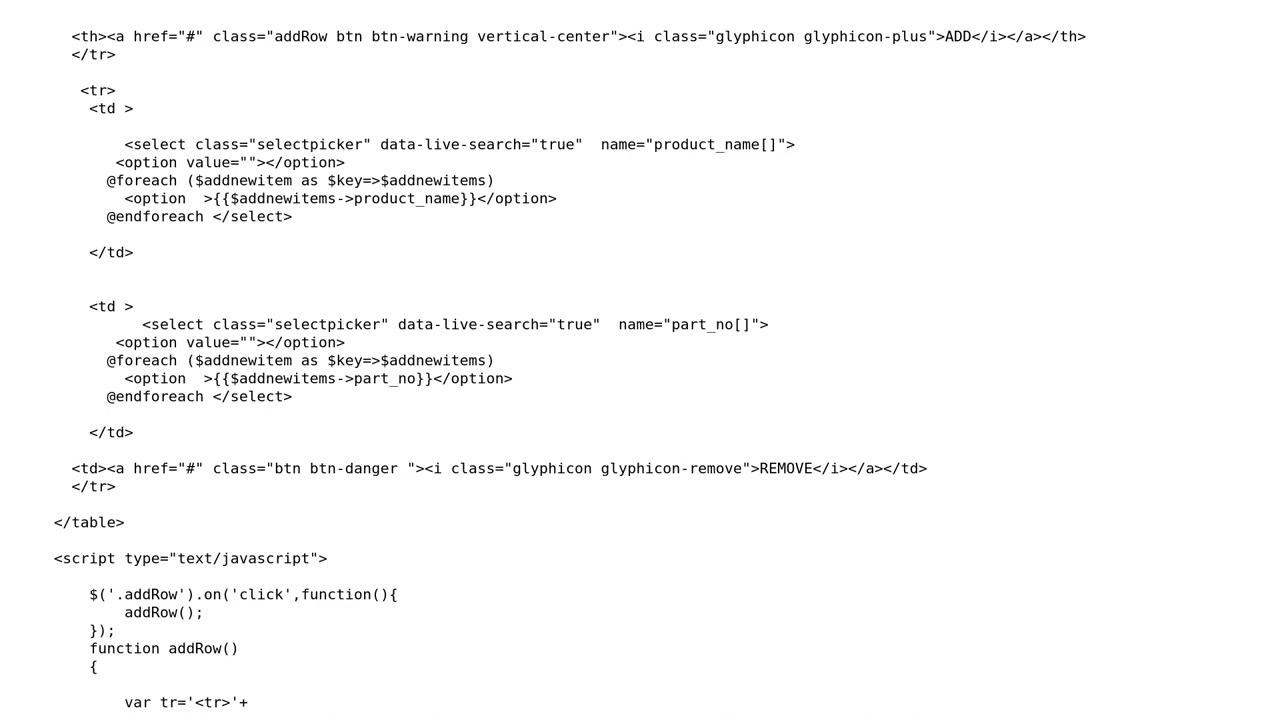 <th><a href="#" class="addRow btn btn-warning vertical-center"><i class="glyphicon glyphicon-plus">ADD</i></a></th>
</tr>
<tr>
<td >
<select class="selectpicker" data-live-search="true"  name="product_name[]">
<option value=""></option>
@foreach ($addnewitem as $key=>$addnewitems)
<option  >{{$addnewitems->product_name}}</option>
@endforeach </select>
</td>
<td >
<select class="selectpicker" data-live-search="true"  name="part_no[]">
<option value=""></option>
@foreach ($addnewitem as $key=>$addnewitems)
<option  >{{$addnewitems->part_no}}</option>
@endforeach </select>
</td>
<td><a href="#" class="btn btn-danger "><i class="glyphicon glyphicon-remove">REMOVE</i></a></td>
</tr>
</table>
<script type="text/javascript">
$('.addRow').on('click',function(){
addRow();
});
function addRow()
{
var tr='<tr>'+